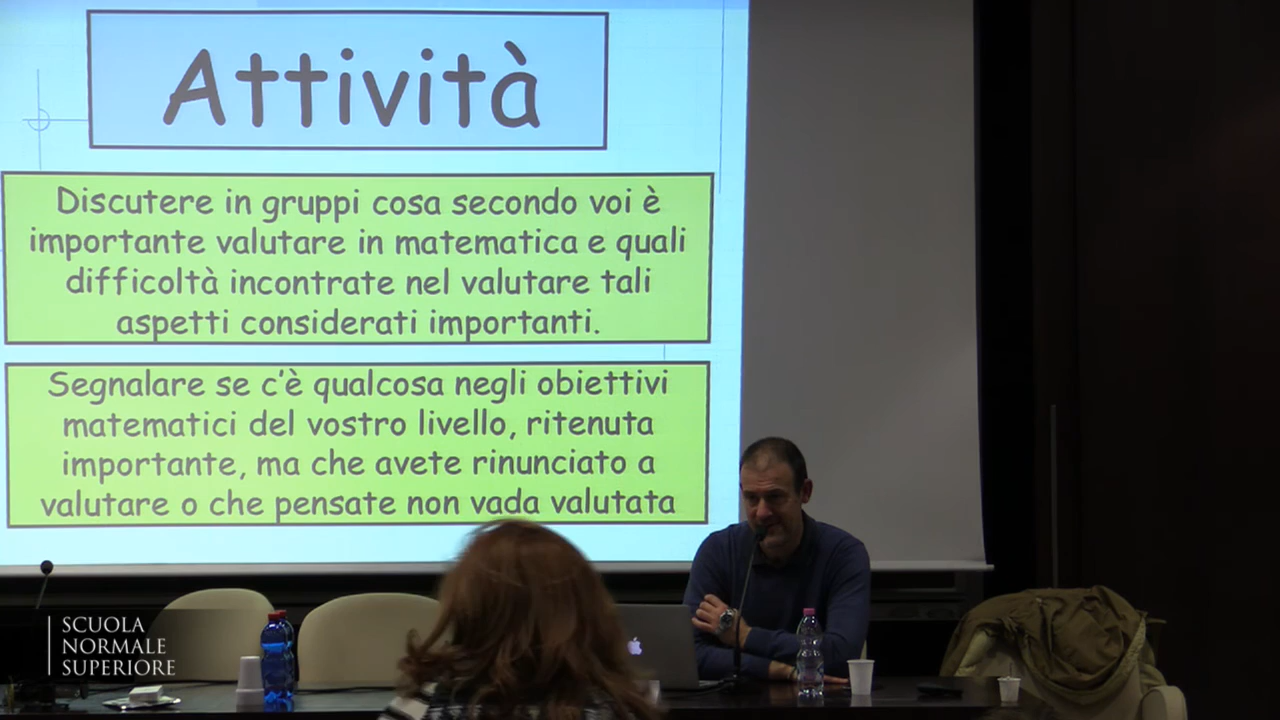 Attività
Discutere in gruppi cosa secondo voi è
importante valutare in matematica e quali
difficoltà incontrate nel valutare tali
aspetti considerati importanti.
Segnalare se c'è qualcosa negli obiettivi
matematici del vostro livello, ritenuta
importante, ma che avete rinunciato a
valutare o che pensate non vada valutata
SCUOLA
NORMALE
SUPERIORE